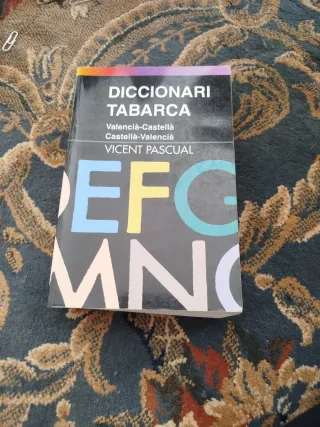 DICCIONARI
TABARCA
Valencià-Castellà
Castellà-Valencià
VICENT PASCUAL
DEFG
MNO